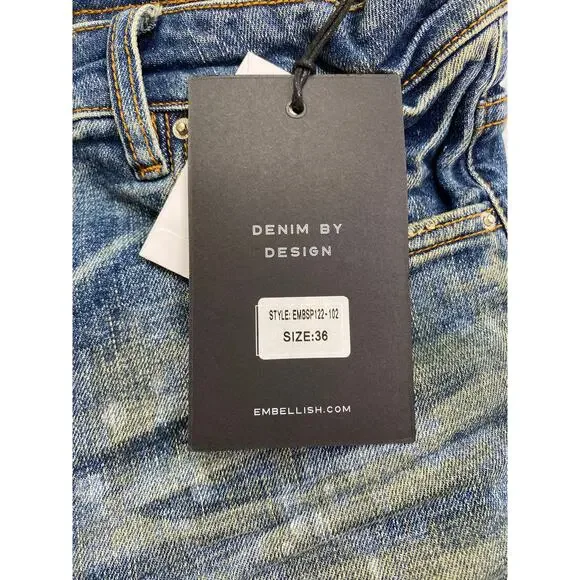 DENIM BY
DESIGN
STYLE: EMBSP122-102
SIZE:36
EMBELLISH.COM